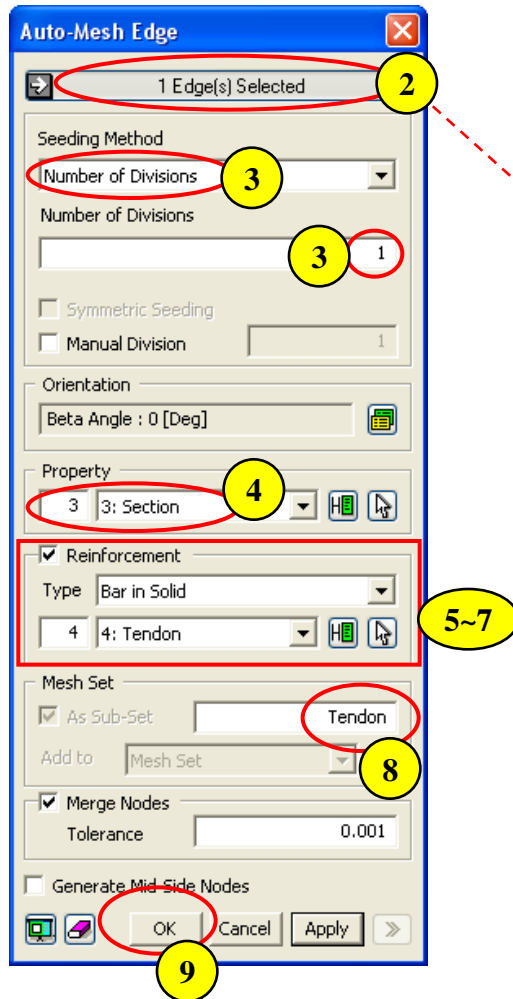 Auto-Mesh Edge
1 Edge(s) Selected
2
Seeding Method
Number of Divisions
3
Number of Divisions
3
1
Symmetric Seeding
Manual Division
1
Orientation
Beta Angle : 0 [Deg]
Property
4
3
3: Section
Reinforcement
Type
Bar in Solid
4
4: Tendon
5~7
Mesh Set
As Sub-Set
Tendon
Add to
Mesh Set
8
Merge Nodes
Tolerance
0.001
Generate Mid-Side Nodes
OK
Cancel
Apply
9